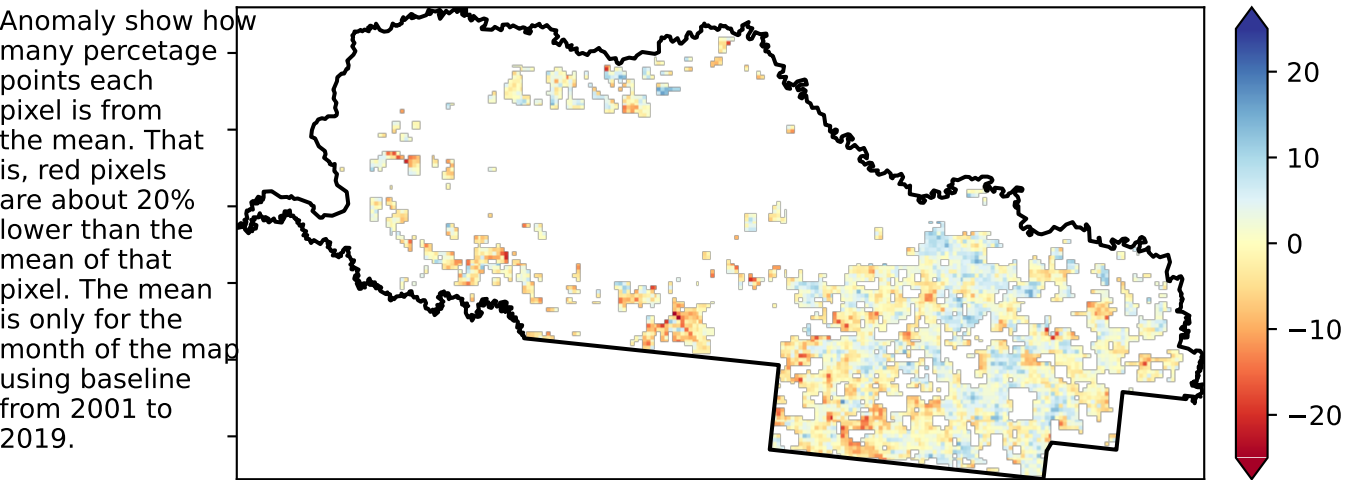 Anomaly show how
many percetage
points each
pixel is from
the mean. That
is, red pixels
are about 20%
lower than the
mean of that
pixel. The mean
is only for the
month of the map
using baseline
from 2001 to
2019.
20
10
0
−10
−20